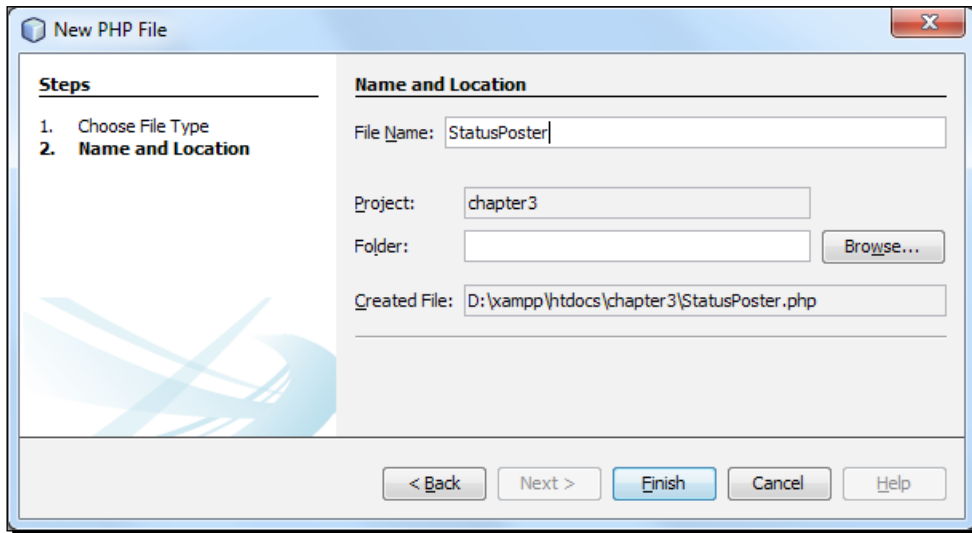 New PHP File
Steps
1. Choose File Type
2. Name and Location
Name and Location
File Name: StatusPoster
Project: chapter3
Folder:
Browse...
Created File: D:\xampp\htdocs\chapter3\StatusPoster.php
< Back
Next >
Finish
Cancel
Help